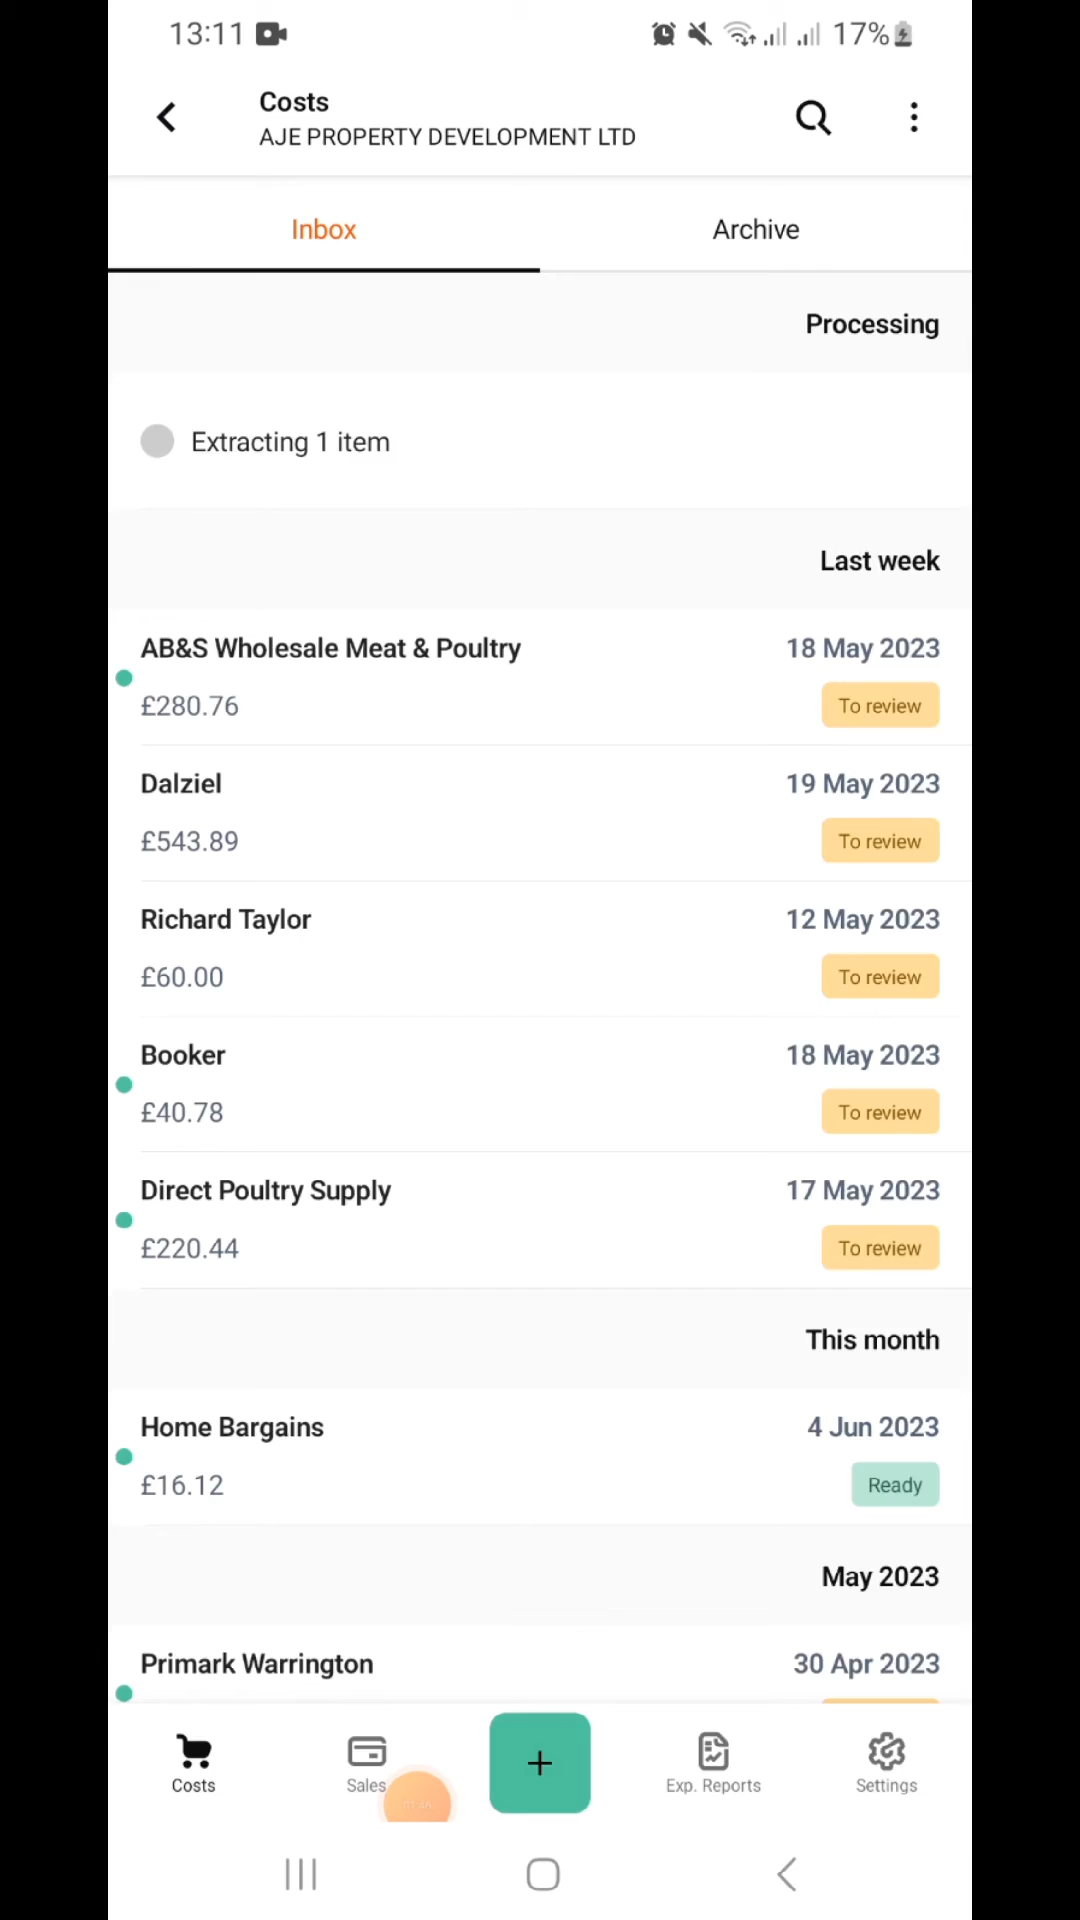 13:11
17%
Costs
AJE PROPERTY DEVELOPMENT LTD
Inbox
Archive
Processing
Extracting 1 item
Last week
AB&S Wholesale Meat & Poultry
18 May 2023
£280.76
To review
Dalziel
19 May 2023
£543.89
To review
Richard Taylor
12 May 2023
£60.00
To review
Booker
18 May 2023
£40.78
To review
Direct Poultry Supply
17 May 2023
£220.44
To review
This month
Home Bargains
4 Jun 2023
£16.12
Ready
May 2023
Primark Warrington
30 Apr 2023
Costs
Sales
+
Exp. Reports
Settings